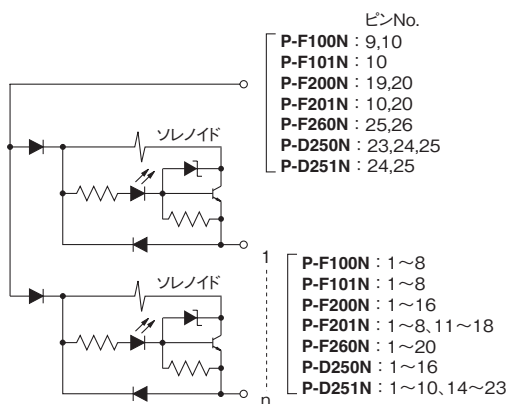 ピンNo.
P-F100N：9,10
P-F101N：10
P-F200N：19,20
P-F201N：10,20
P-F260N：25,26
P-D250N：23,24,25
P-D251N：24,25
ソレノイド
1
ソレノイド
P-F100N：1～8
P-F101N：1～8
P-F200N：1～16
P-F201N：1～8、11～18
P-F260N：1～20
P-D250N：1～16
P-D251N：1～10、14～23
n